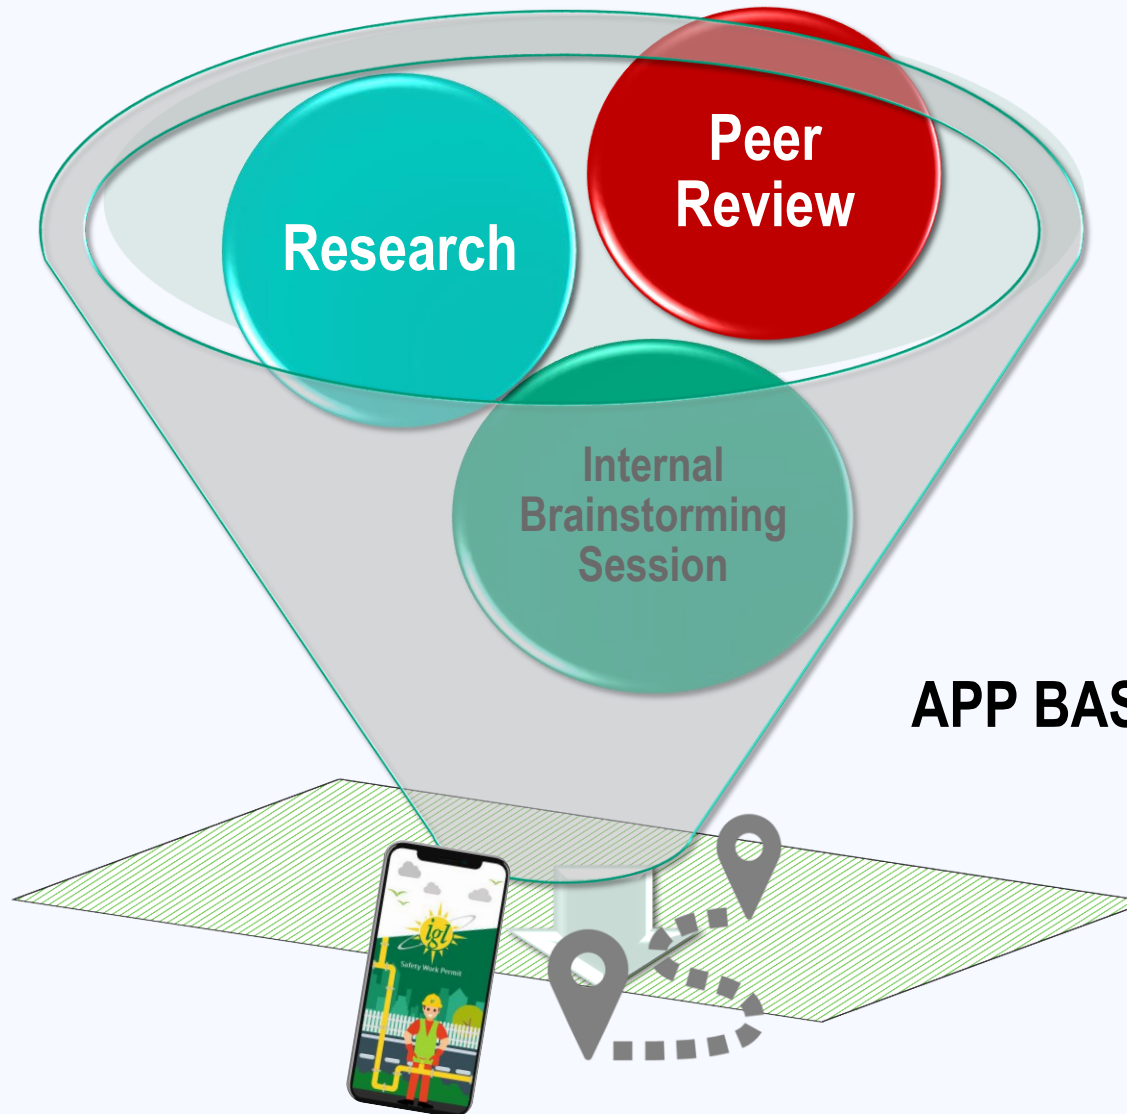 Peer
Review
Research
Internal
Brainstorming
Session
APP BAS
igl
Safety Work Permit